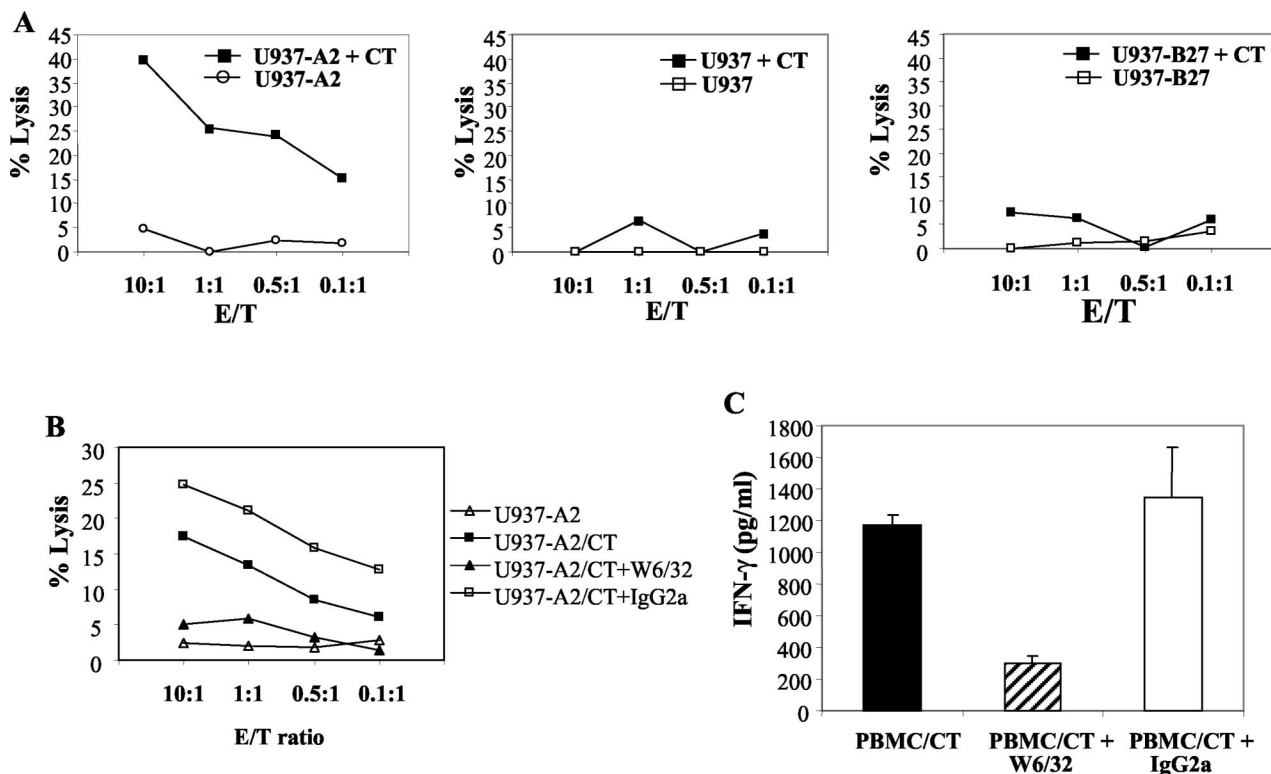 A
% Lysis
45
40
35
30
25
20
15
10
5
0
U937-A2 + CT
U937-A2
10:1 1:1 0.5:1 0.1:1
E/T
% Lysis
45
40
35
30
25
20
15
10
5
0
U937 + CT
U937
10:1 1:1 0.5:1 0.1:1
E/T
% Lysis
45
40
35
30
25
20
15
10
5
0
U937-B27 + CT
U937-B27
10:1 1:1 0.5:1 0.1:1
E/T
B
% Lysis
30
25
20
15
10
5
0
10:1 1:1 0.5:1 0.1:1
E/T ratio
U937-A2
U937-A2/CT
U937-A2/CT+W6/32
U937-A2/CT+IgG2a
C
IFN-γ (pg/ml)
1800
1600
1400
1200
1000
800
600
400
200
0
PBMC/CT
PBMC/CT +
W6/32
PBMC/CT +
IgG2a